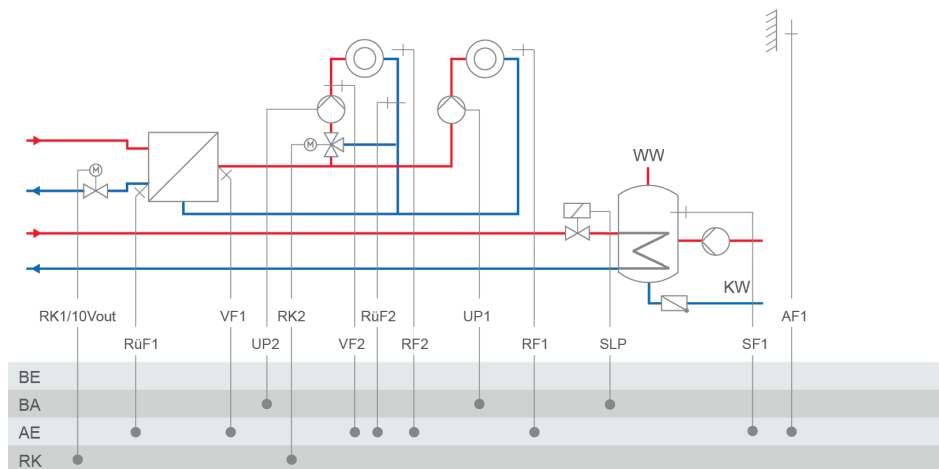 M
M
WW
KW
RK1/10Vout
VF1
RK2
RüF2
UP1
AF1
RüF1
UP2
VF2
RF2
RF1
SLP
SF1
BE
BA
AE
RK